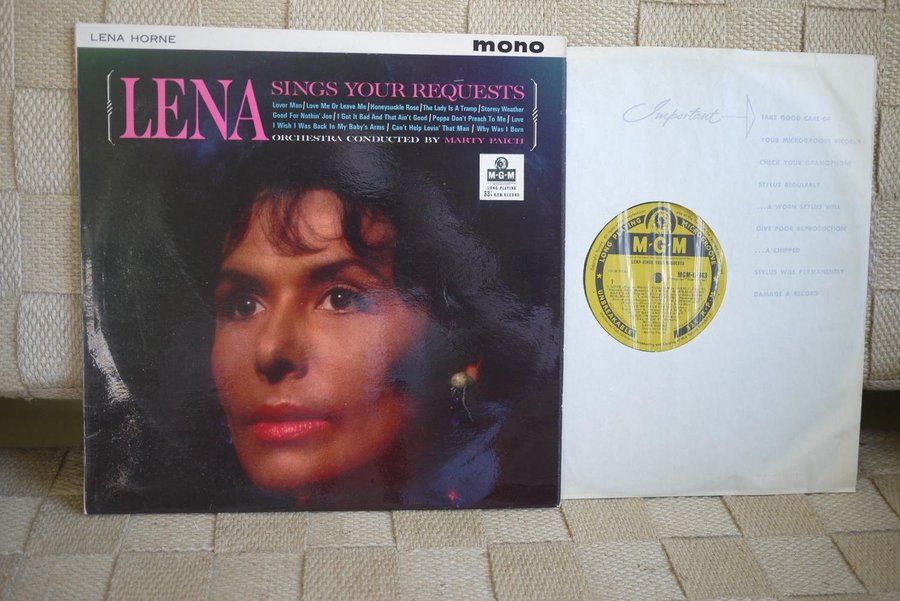 LENA HORNE
mono
LENA
SINGS YOUR REQUESTS
Lover Man / Love Me Or Leave Me / Honeysuckle Rose / The Lady Is A Tramp / Stormy Weather
Good For Nothin' Joe / I Got It Bad And That Ain't Good / Poppa Don't Preach To Me / Love
I Wish I Was Back In My Baby's Arms / Can't Help Lovin' That Man / Why Was I Born
ORCHESTRA CONDUCTED BY MARTY PAICH
M-G-M
LONG PLAYING
33⅓ R.P.M. RECORD
Important
TAKE GOOD CARE OF
YOUR MICROGROOVE RECORDS
CHECK YOUR GRAMOPHONE
STYLUS REGULARLY
...A WORN STYLUS WILL
GIVE POOR REPRODUCTION
...A CHIPPED
STYLUS WILL PERMANENTLY
DAMAGE A RECORD
LONG PLAYING MICROGROOVE
M-G-M
LENA SINGS YOUR REQUESTS
UNBREAKABLE